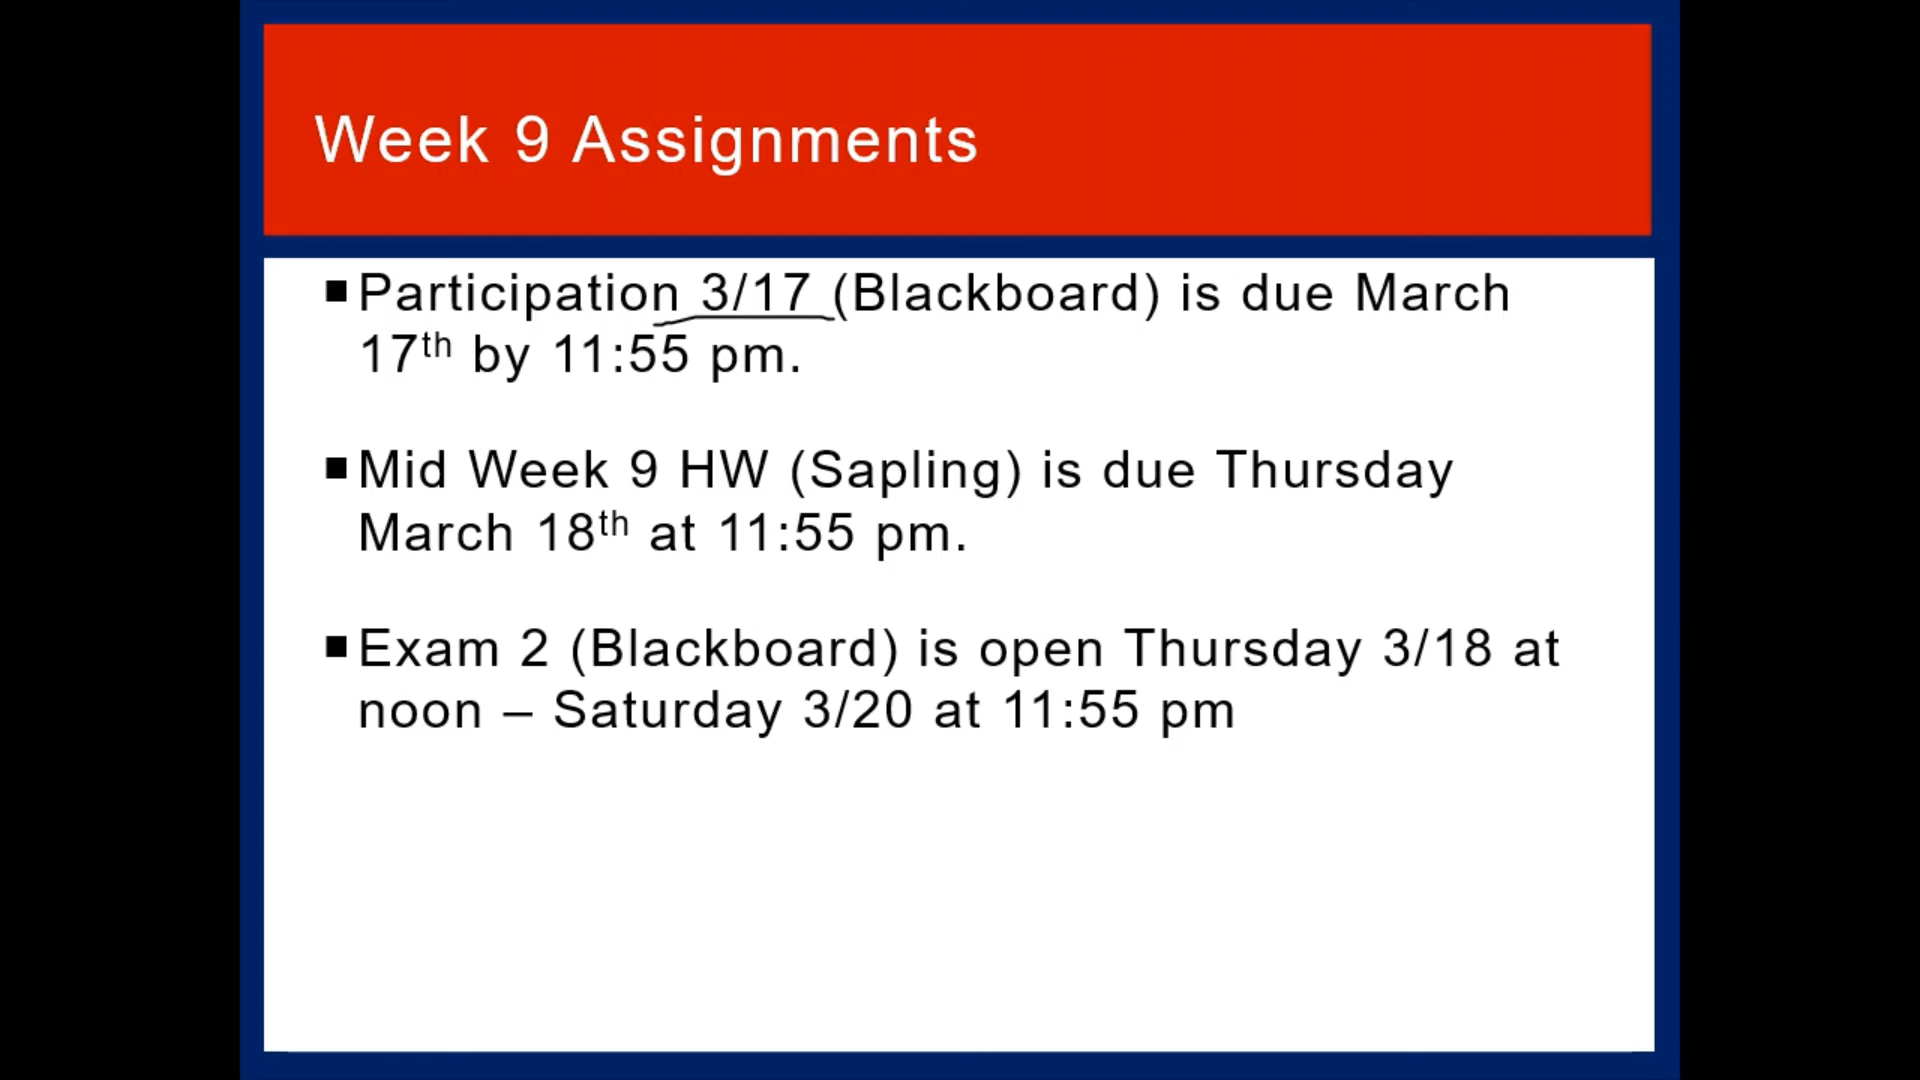 Week 9 Assignments
▪Participation 3/17 (Blackboard) is due March
17th by 11:55 pm.
▪Mid Week 9 HW (Sapling) is due Thursday
March 18th at 11:55 pm.
▪Exam 2 (Blackboard) is open Thursday 3/18 at
noon – Saturday 3/20 at 11:55 pm